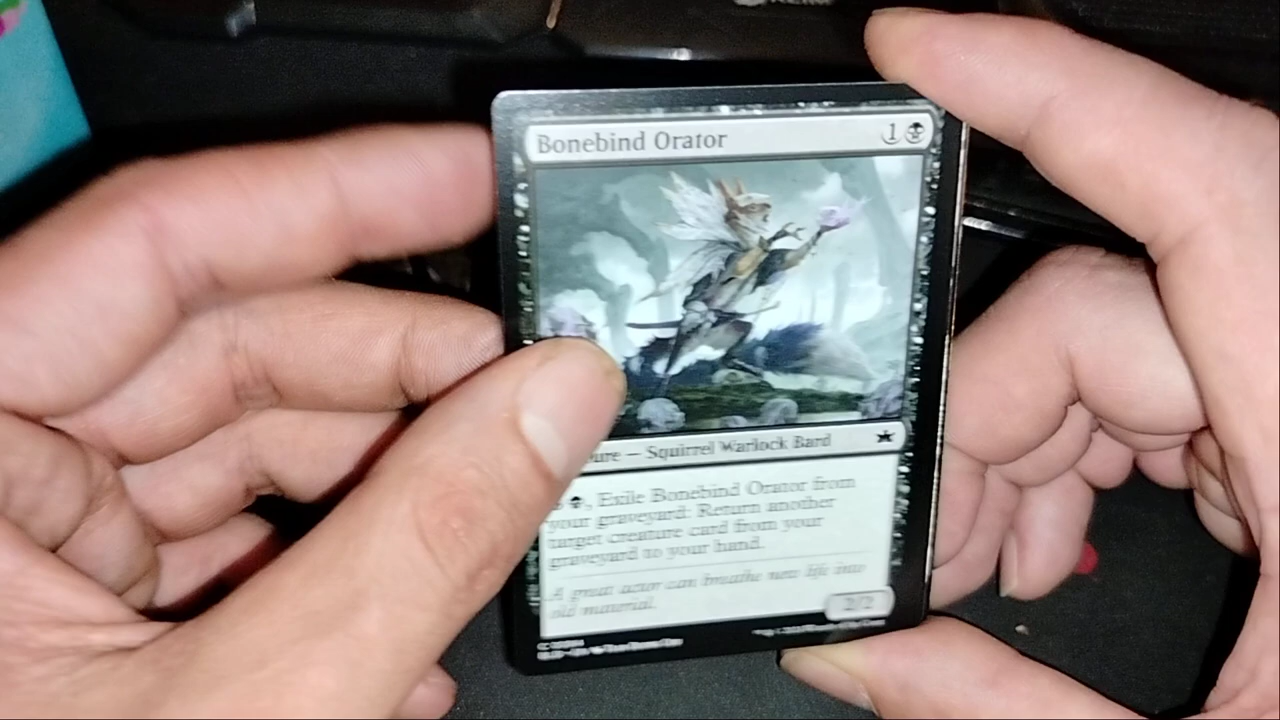 Bonebind Orator 1
ure — Squirrel Warlock Bard
, Exile Bonebind Orator from
your graveyard: Return another
target creature card from your
graveyard to your hand.
A great actor can breathe new life into
old material.
2/2